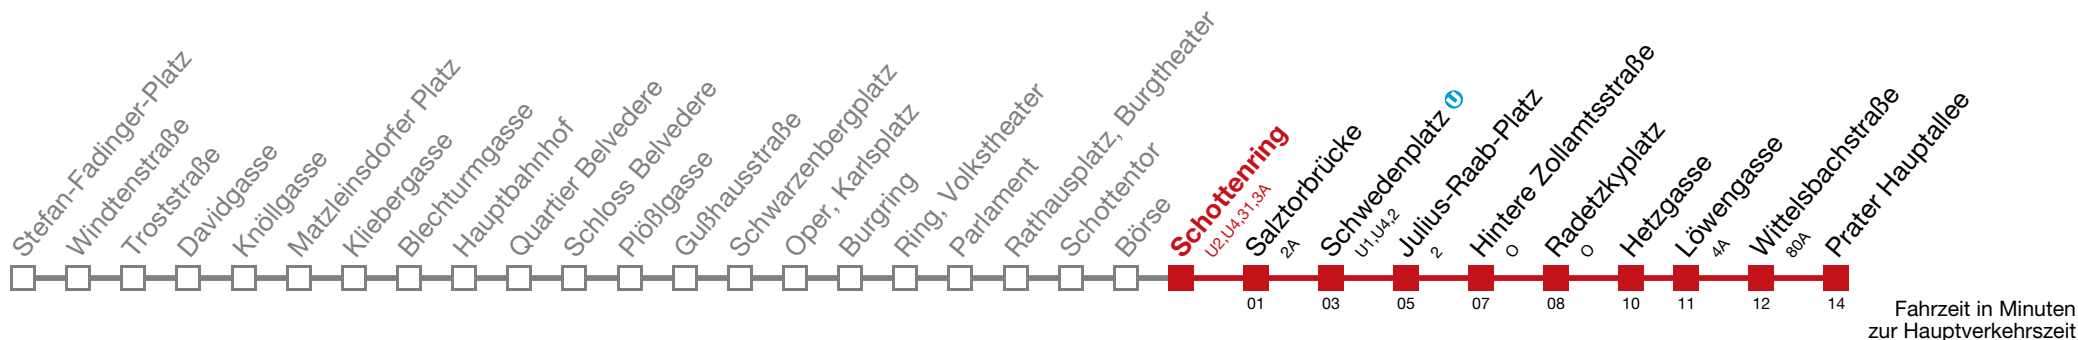 Stefan-Fadinger-Platz
Windtenstraße
Troststraße
Davidgasse
Knöllgasse
Matzleinsdorfer Platz
Kliebergasse
Blechturmgasse
Hauptbahnhof
Quartier Belvedere
Schloss Belvedere
Plößlgasse
Gußhausstraße
Schwarzenbergplatz
Oper, Karlsplatz
Burgring
Ring, Volkstheater
Parlament
Rathausplatz, Burgtheater
Schottentor
Börse
Schottenring
U2,U4,31,3A
Salztorbrücke
2A
01
Schwedenplatz U
U1,U4,2
03
Julius-Raab-Platz
2
05
Hintere Zollamtsstraße
O
07
Radetzkyplatz
O
08
Hetzgasse
10
Löwengasse
4A
11
Wittelsbachstraße
80A
12
Prater Hauptallee
14
Fahrzeit in Minuten
zur Hauptverkehrszeit